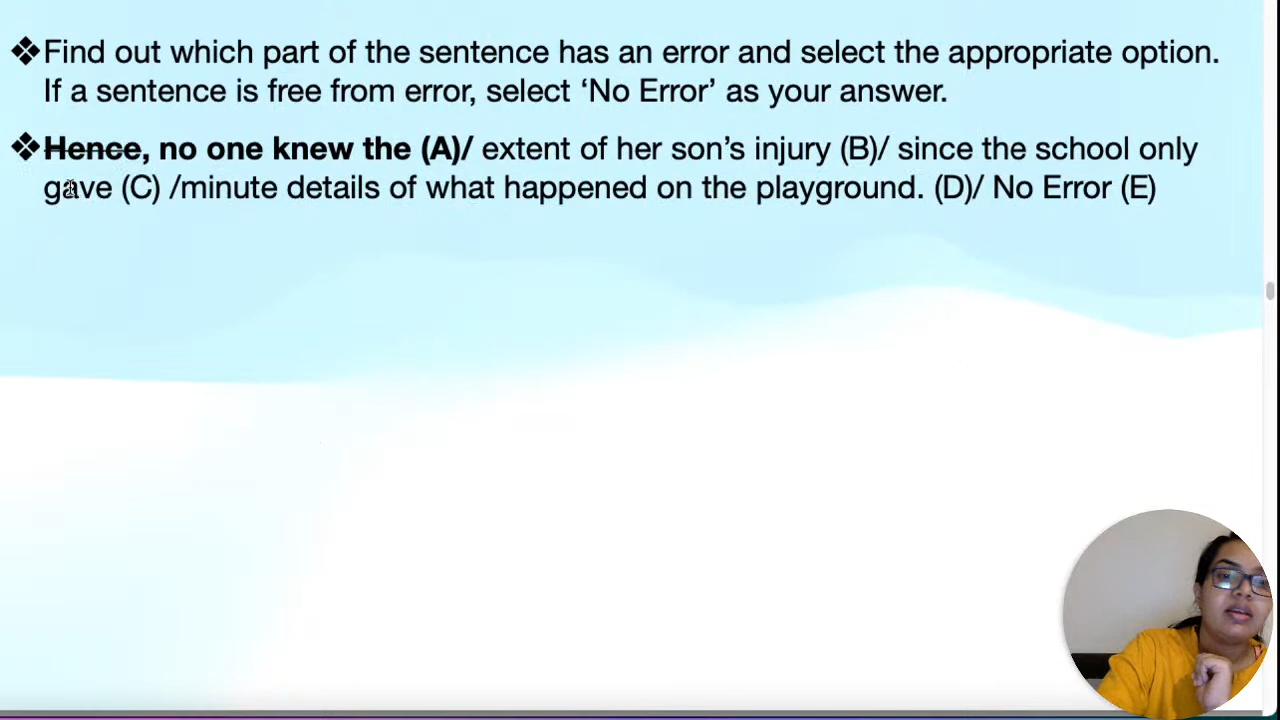 ❖Find out which part of the sentence has an error and select the appropriate option.
If a sentence is free from error, select ‘No Error’ as your answer.
❖Hence, no one knew the (A)/ extent of her son’s injury (B)/ since the school only
gave (C) /minute details of what happened on the playground. (D)/ No Error (E)